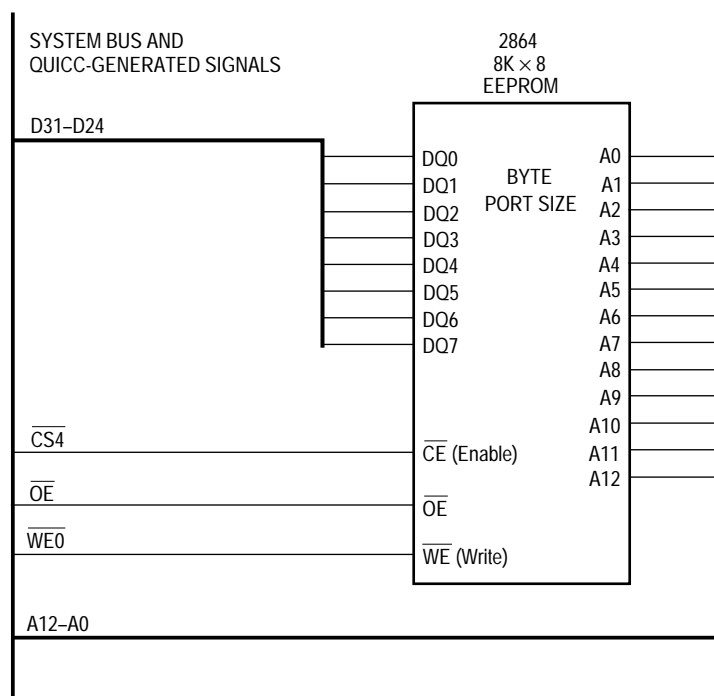 SYSTEM BUS AND
QUICC-GENERATED SIGNALS
2864
8K × 8
EEPROM
D31–D24
DQ0
DQ1
DQ2
DQ3
DQ4
DQ5
DQ6
DQ7
BYTE
PORT SIZE
A0
A1
A2
A3
A4
A5
A6
A7
A8
A9
A10
A11
A12
CS4
CE (Enable)
OE
OE
WE0
WE (Write)
A12–A0